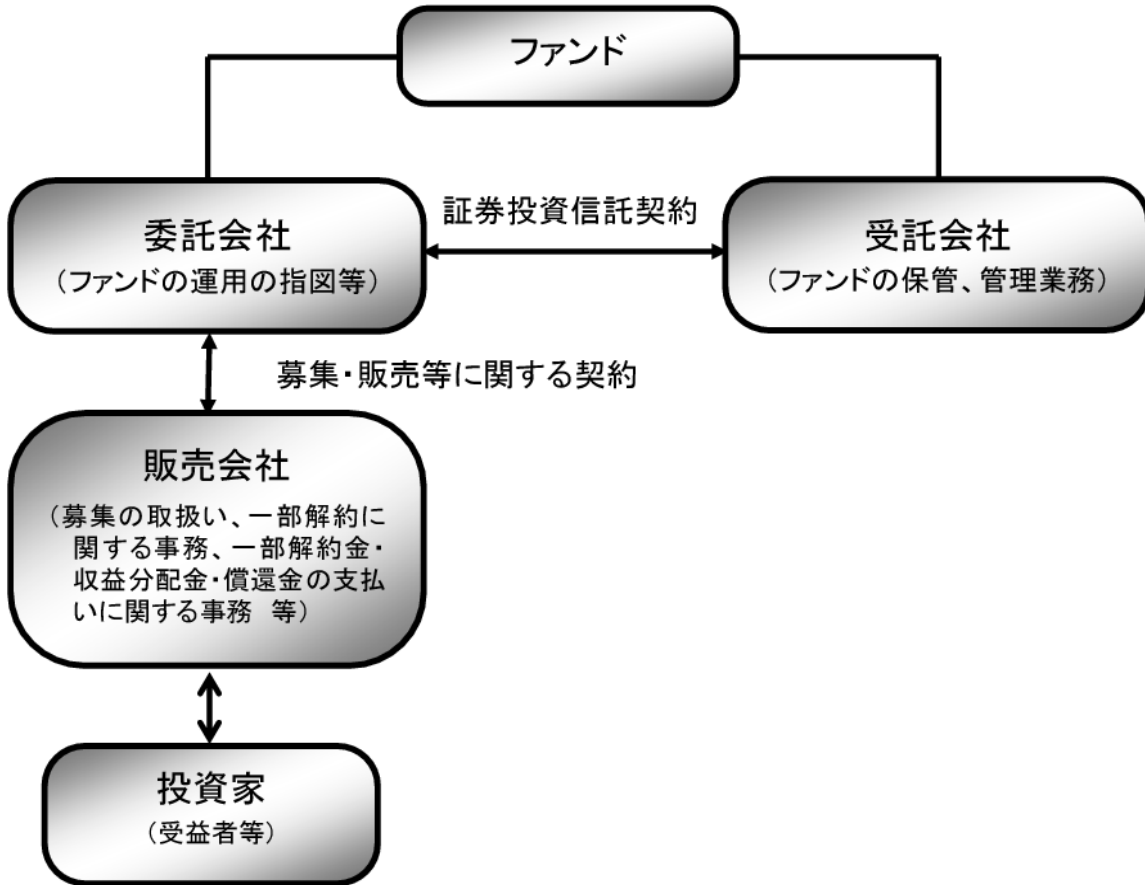 ファンド
委託会社
（ファンドの運用の指図等）
証券投資信託契約
受託会社
（ファンドの保管、管理業務）
募集・販売等に関する契約
販売会社
（募集の取扱い、一部解約に
関する事務、一部解約金・
収益分配金・償還金の支払
いに関する事務　等）
投資家
（受益者等）